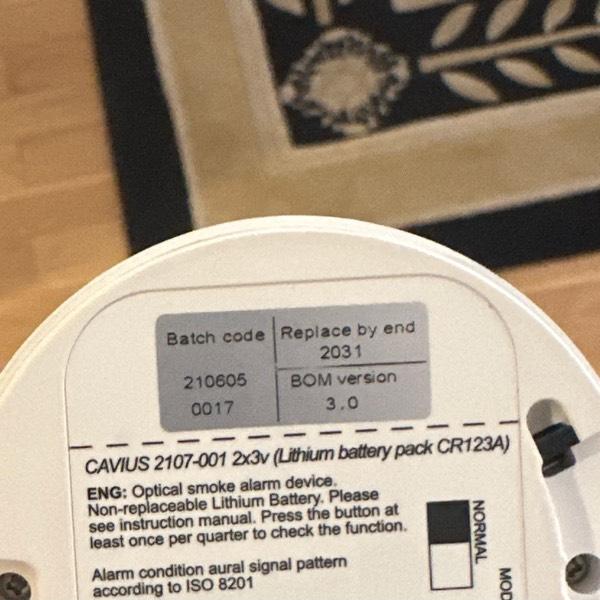 Batch code
210605
0017
Replace by end
2031
BOM version
3.0
CAVIUS 2107-001 2x3v (Lithium battery pack CR123A)
ENG: Optical smoke alarm device.
Non-replaceable Lithium Battery. Please
see instruction manual. Press the button at
least once per quarter to check the function.
Alarm condition aural signal pattern
according to ISO 8201
NORMAL